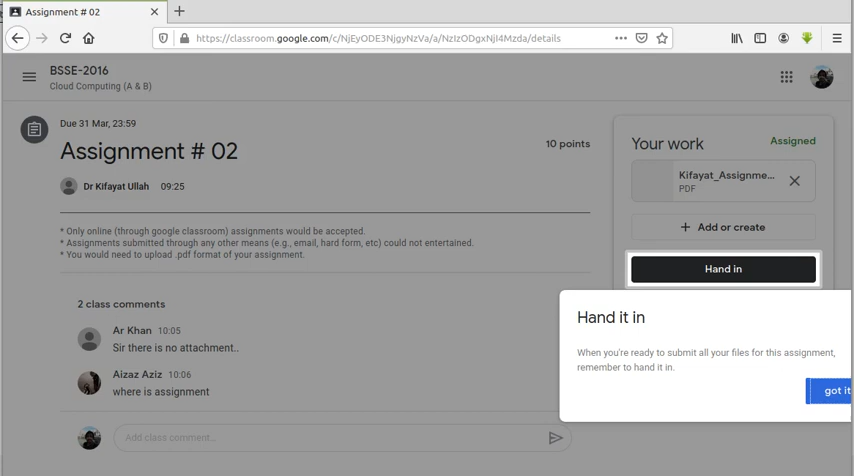 Assignment # 02
https://classroom.google.com/c/NjEyODE3NjgyNzVa/a/NzIzODgxNjl4Mzda/details
BSSE-2016
Cloud Computing (A & B)
Due 31 Mar, 23:59
Assignment # 02
10 points
Dr Kifayat Ullah 09:25
* Only online (through google classroom) assignments would be accepted.
* Assignments submitted through any other means (e.g., email, hard form, etc) could not entertained.
* You would need to upload .pdf format of your assignment.
2 class comments
Ar Khan 10:05
Sir there is no attachment..
Aizaz Aziz 10:06
where is assignment
Add class comment...
Your work
Assigned
Kifayat_Assignme...
PDF
+ Add or create
Hand in
Hand it in
When you're ready to submit all your files for this assignment,
remember to hand it in.
got it